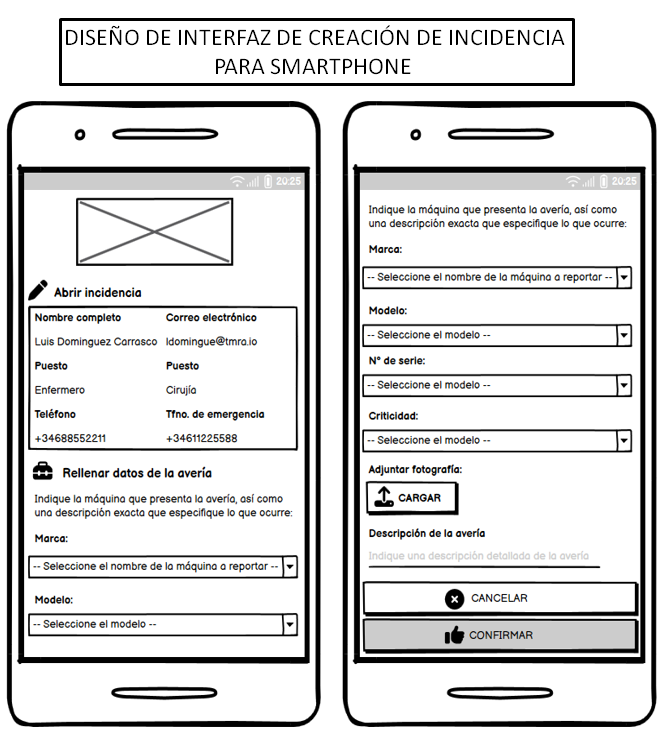 DISEÑO DE INTERFAZ DE CREACIÓN DE INCIDENCIA
PARA SMARTPHONE
20:25
Abrir incidencia
Nombre completo Correo electrónico
Luis Dominguez Carrasco ldomingue@tmra.io
Puesto Puesto
Enfermero Cirujía
Teléfono Tfno. de emergencia
+34688552211 +34611225588
Rellenar datos de la avería
Indique la máquina que presenta la avería, así como
una descripción exacta que especifique lo que ocurre:
Marca:
-- Seleccione el nombre de la máquina a reportar --
Modelo:
-- Seleccione el modelo --
20:25
Indique la máquina que presenta la avería, así como
una descripción exacta que especifique lo que ocurre:
Marca:
-- Seleccione el nombre de la máquina a reportar --
Modelo:
-- Seleccione el modelo --
Nº de serie:
-- Seleccione el modelo --
Criticidad:
-- Seleccione el modelo --
Adjuntar fotografía:
CARGAR
Descripción de la avería
Indique una descripción detallada de la avería
CANCELAR
CONFIRMAR